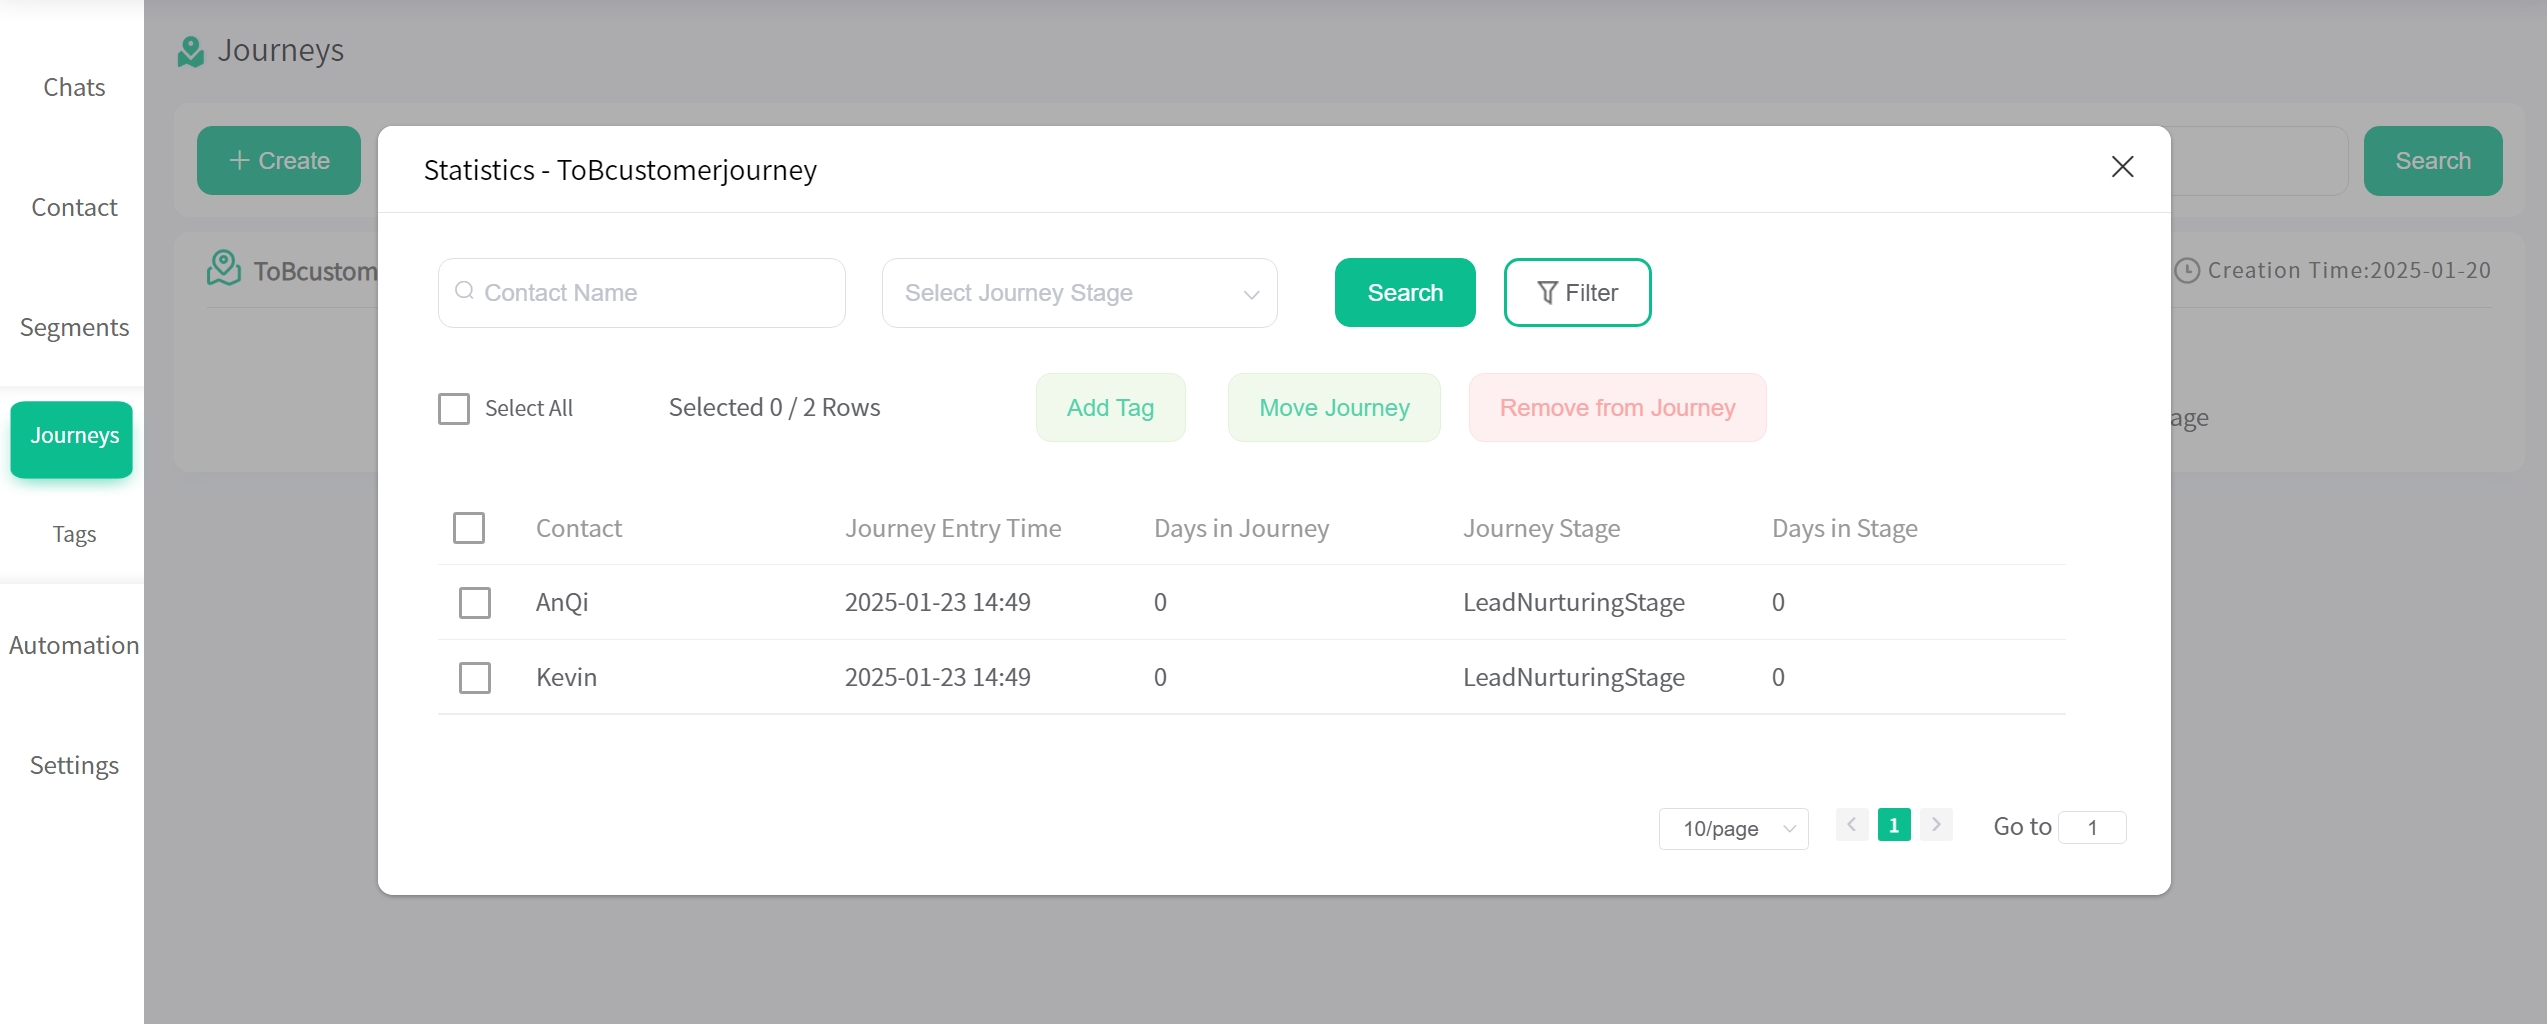 Journeys
Chats
Contact
Segments
Journeys
Tags
Automation
Settings
Create
Search
ToBcustom
Creation Time:2025-01-20
age
Statistics - ToBcustomerjourney
Contact Name
Select Journey Stage
Search
Filter
Select All
Selected 0 / 2 Rows
Add Tag
Move Journey
Remove from Journey
Contact Journey Entry Time Days in Journey Journey Stage Days in Stage
AnQi 2025-01-23 14:49 0 LeadNurturingStage 0
Kevin 2025-01-23 14:49 0 LeadNurturingStage 0
10/page 1 Go to 1